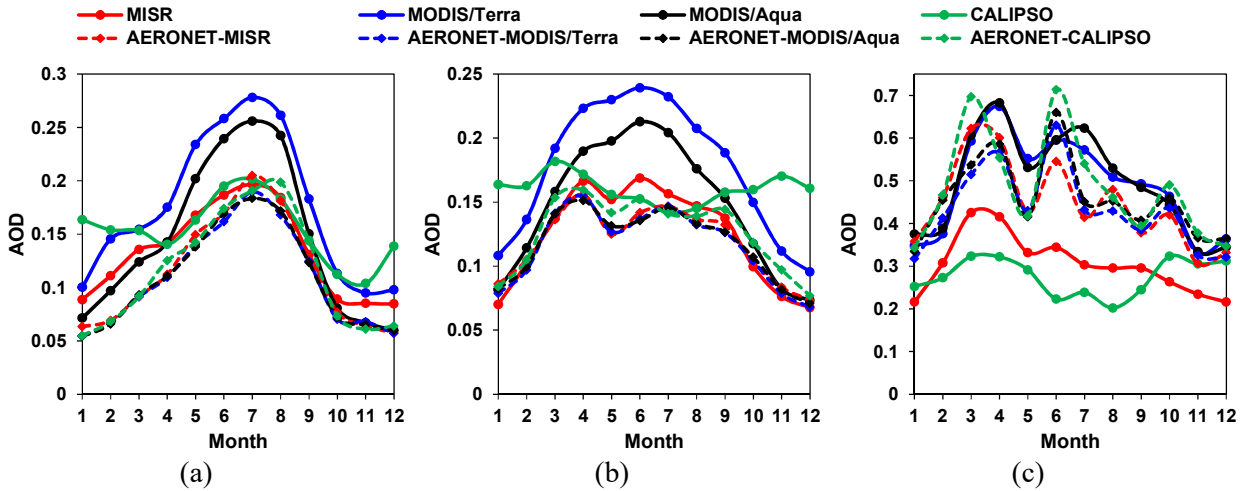 MISR MODIS/Terra MODIS/Aqua CALIPSO
AERONET-MISR AERONET-MODIS/Terra AERONET-MODIS/Aqua AERONET-CALIPSO
0.3
0.25
0.2
0.15
0.1
0.05
0
AOD
1 2 3 4 5 6 7 8 9 10 11 12
Month
(a)
0.25
0.2
0.15
0.1
0.05
0
AOD
1 2 3 4 5 6 7 8 9 10 11 12
Month
(b)
0.7
0.6
0.5
0.4
0.3
0.2
0.1
0
AOD
1 2 3 4 5 6 7 8 9 10 11 12
Month
(c)